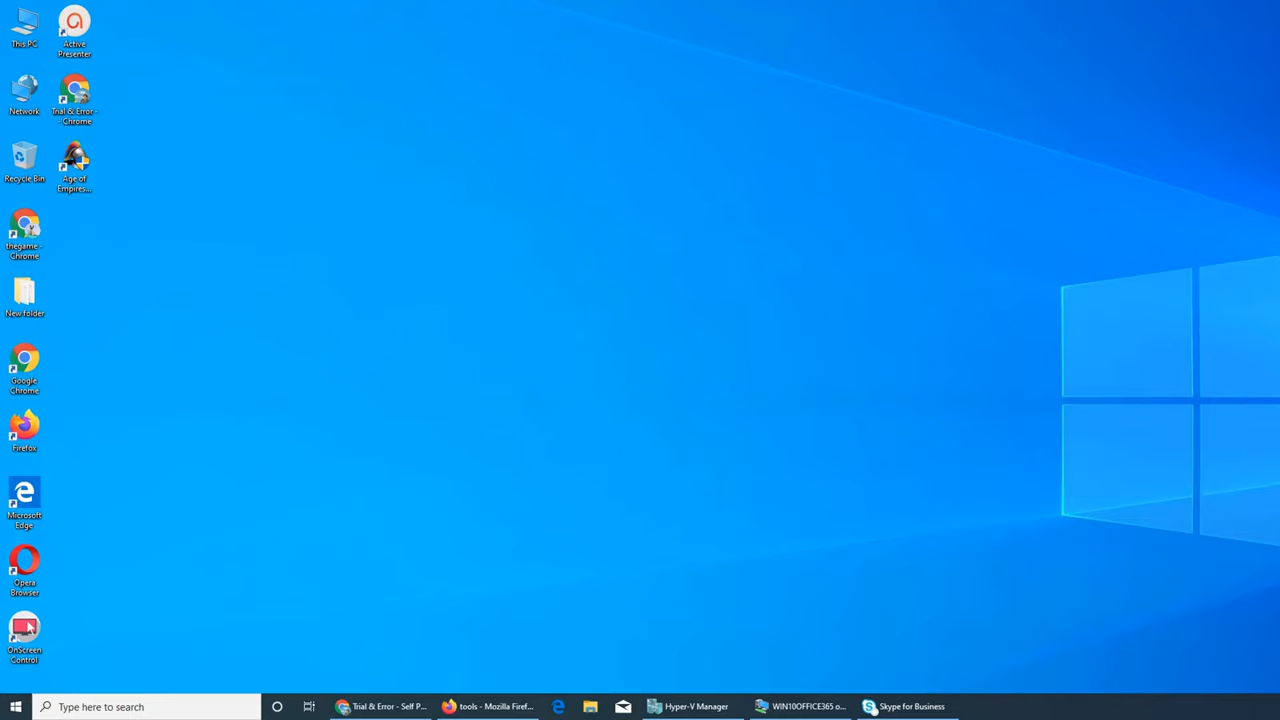 This PC
Active
Presenter
Network
Trial & Error -
- Chrome
Recycle Bin
Age of
Empires...
thegame -
Chrome
New folder
Google
Chrome
Firefox
Microsoft
Edge
Opera
Browser
OnScreen
Control
Type here to search
Trial & Error - Self P...
tools - Mozilla Firef...
Hyper-V Manager
WIN10OFFICE365 o...
Skype for Business